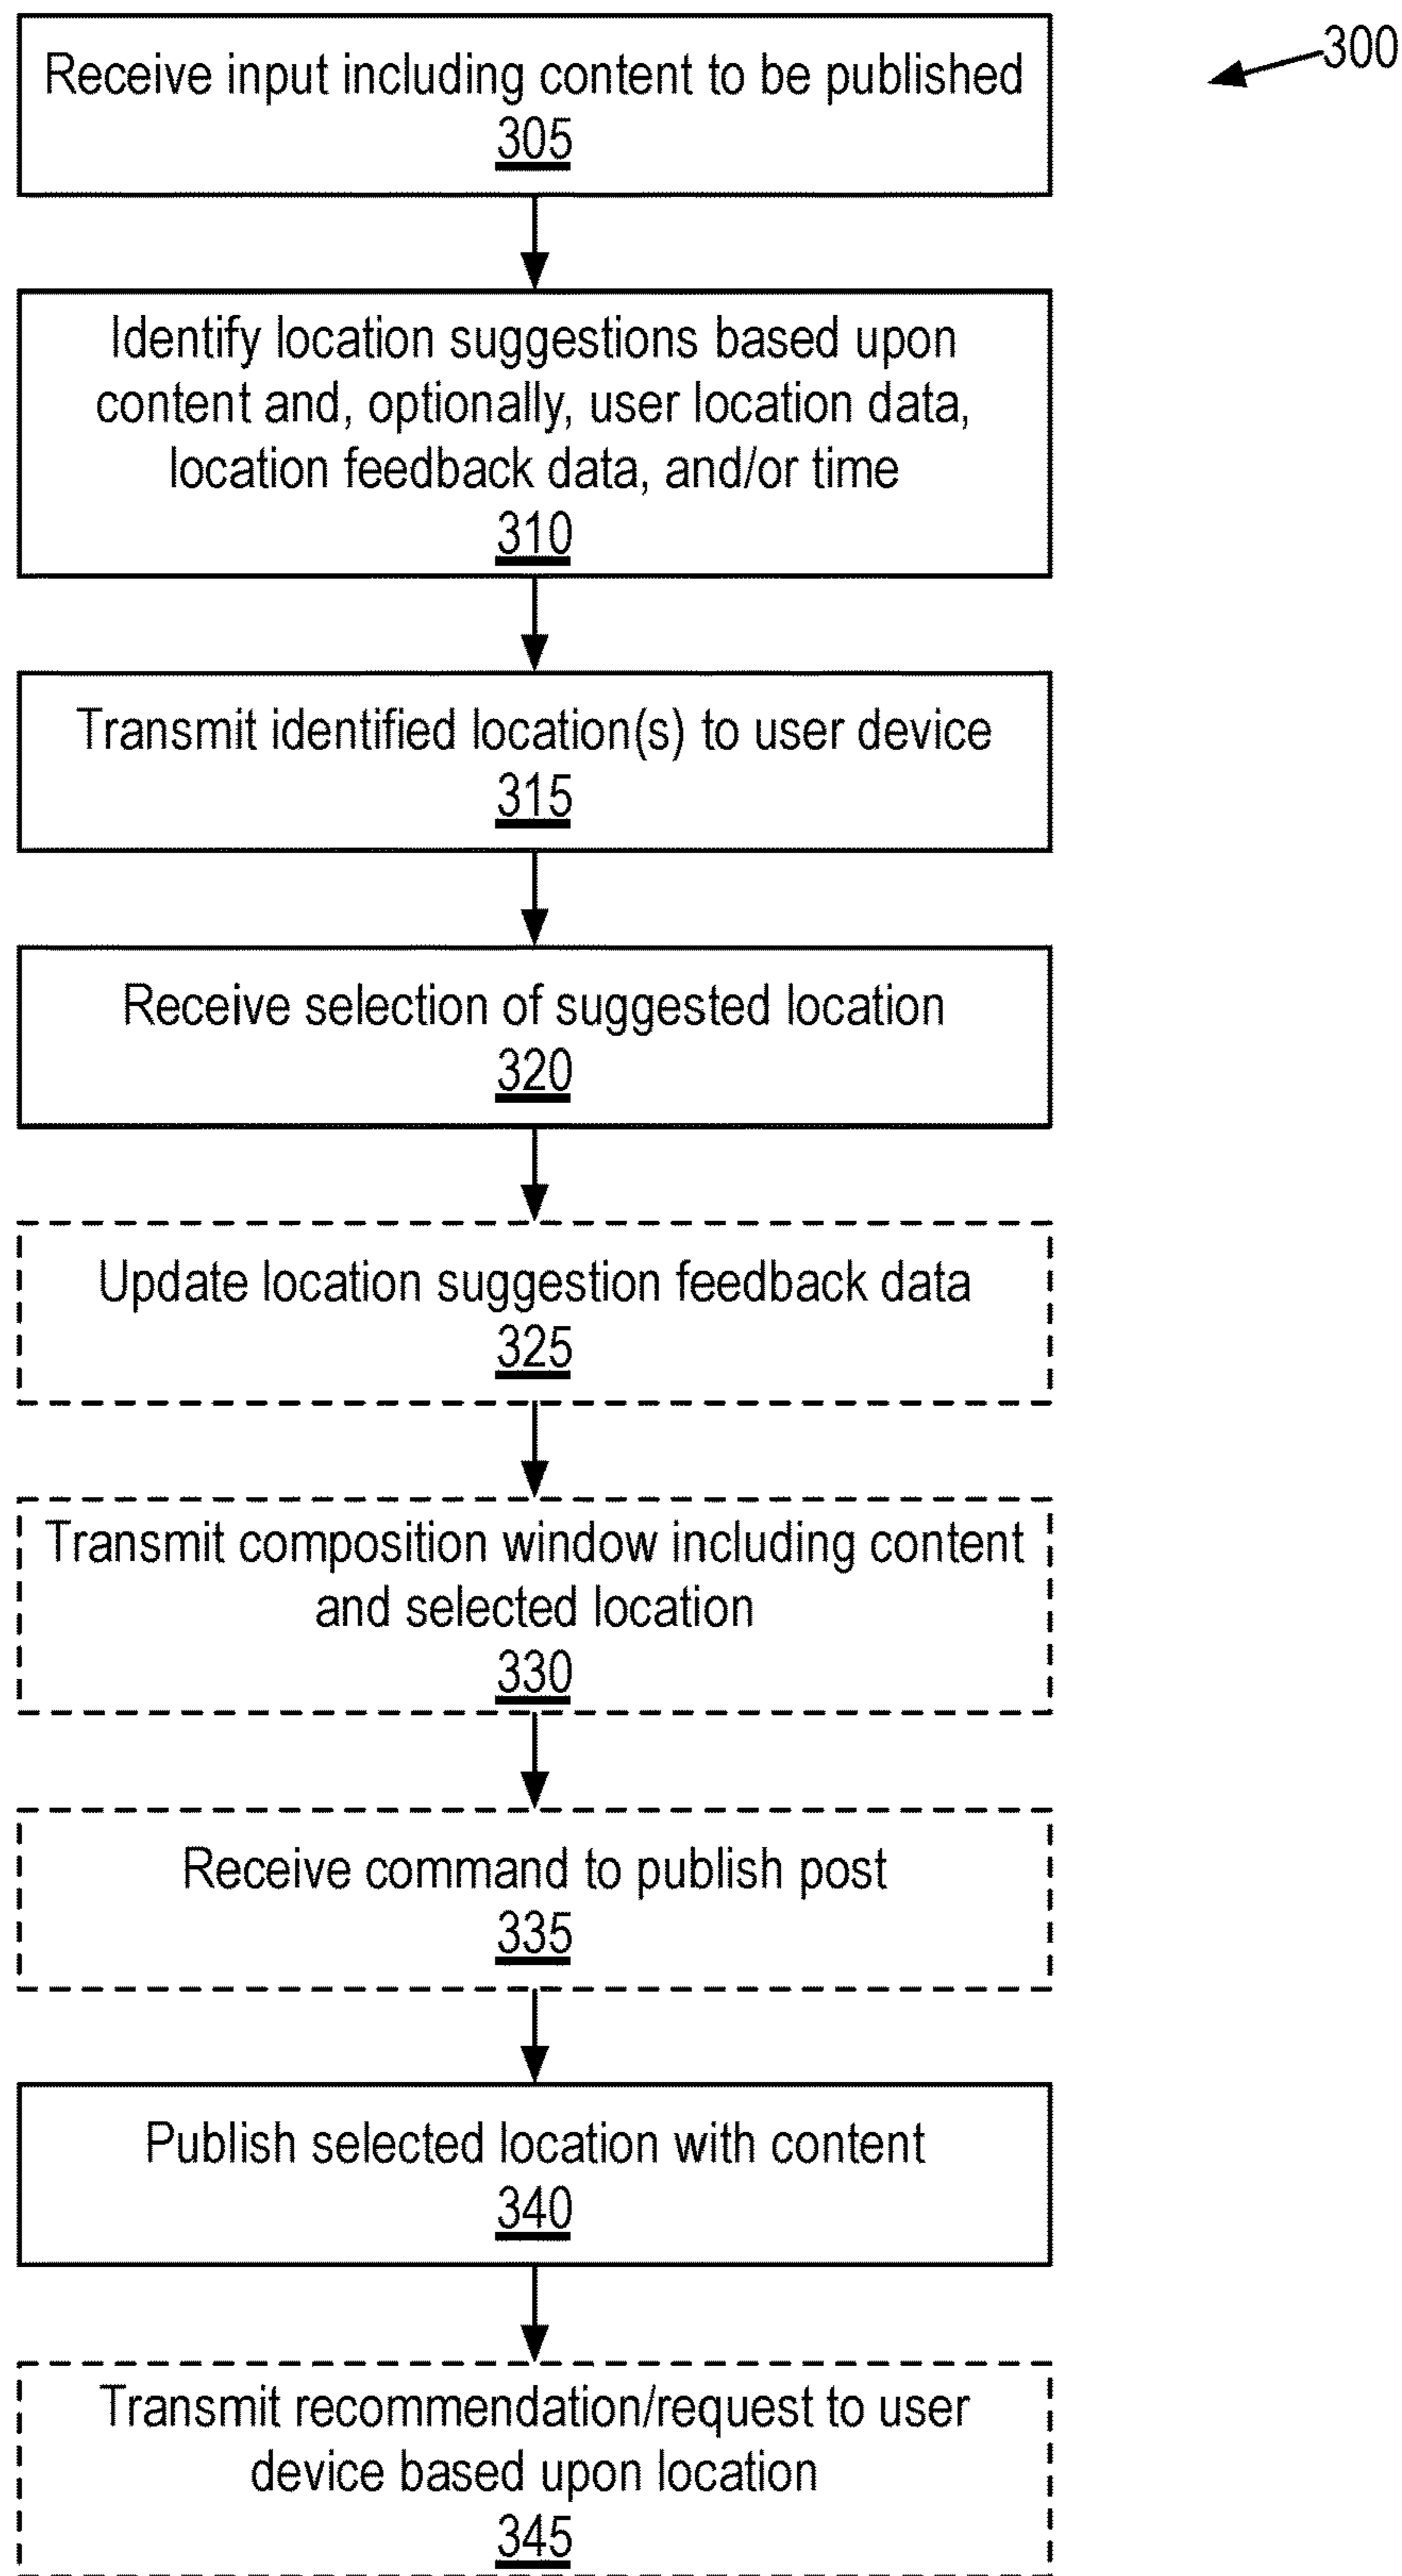 300
Receive input including content to be published
305
Identify location suggestions based upon
content and, optionally, user location data,
location feedback data, and/or time
310
Transmit identified location(s) to user device
315
Receive selection of suggested location
320
Update location suggestion feedback data
325
Transmit composition window including content
and selected location
330
Receive command to publish post
335
Publish selected location with content
340
Transmit recommendation/request to user
device based upon location
345